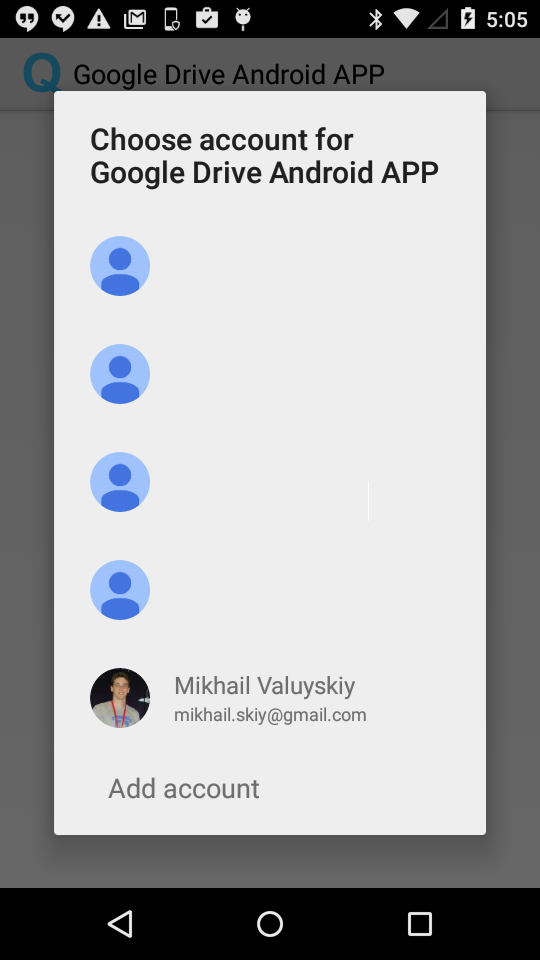 5:05
Q Google Drive Android APP
Choose account for
Google Drive Android APP
Mikhail Valuyskiy
mikhail.skiy@gmail.com
Add account